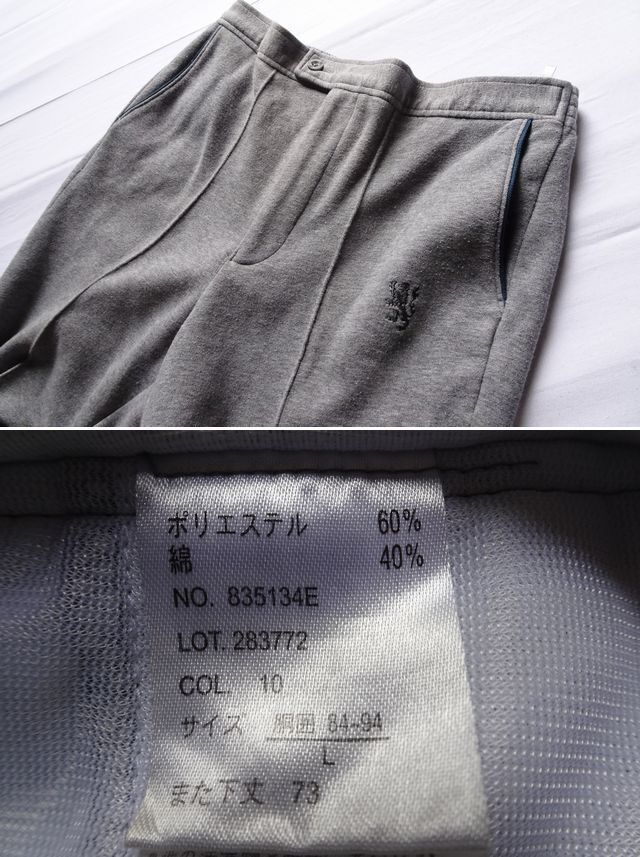 ポリエステル 60%
綿 40%
NO. 835134E
LOT. 283772
COL. 10
サイズ 胴囲 84~94
L
また下丈 73